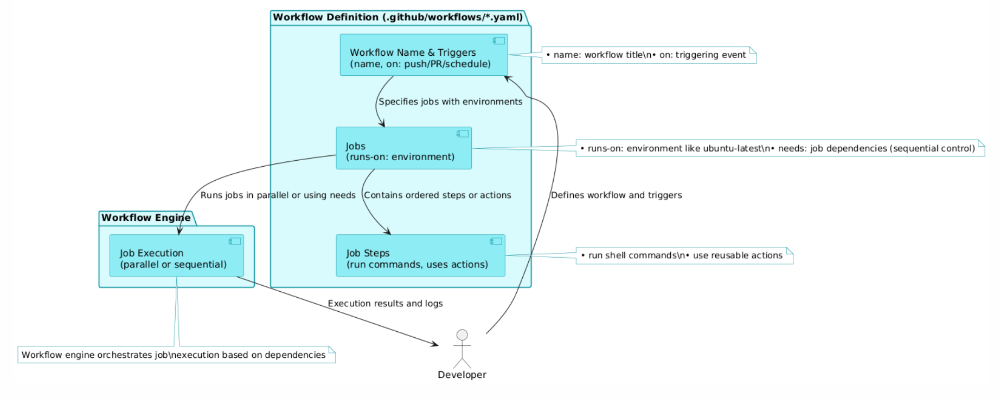 Workflow Definition (.github/workflows/*.yaml)
Workflow Name & Triggers
(name, on: push/PR/schedule)
• name: workflow title\n• on: triggering event
Specifies jobs with environments
Jobs
(runs-on: environment)
• runs-on: environment like ubuntu-latest\n• needs: job dependencies (sequential control)
Runs jobs in parallel or using needs
Contains ordered steps or actions
Defines workflow and triggers
Workflow Engine
Job Execution
(parallel or sequential)
Job Steps
(run commands, uses actions)
• run shell commands\n• use reusable actions
Execution results and logs
Workflow engine orchestrates job\nexecution based on dependencies
Developer